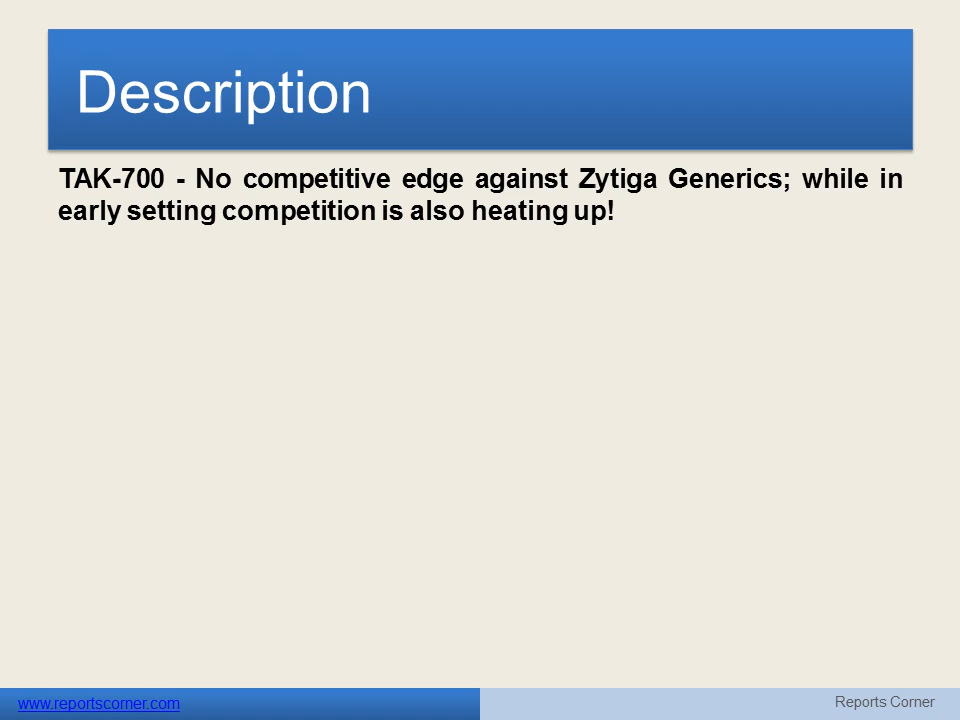 Description
TAK-700 - No competitive edge against Zytiga Generics; while in
early setting competition is also heating up!
www.reportscorner.com
Reports Corner